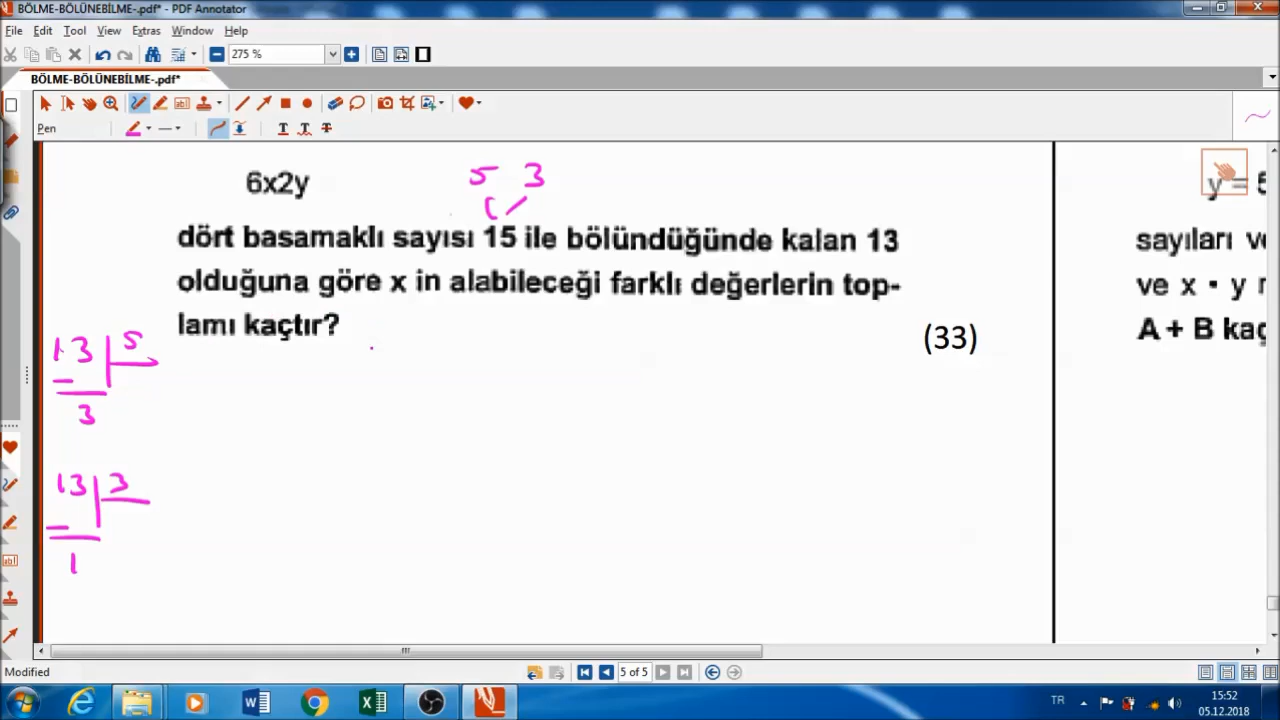 BÖLME-BÖLÜNEBİLME-.pdf* - PDF Annotator
File Edit Tool View Extras Window Help
275 %
BÖLME-BÖLÜNEBİLME-.pdf*
Pen
6x2y
5 3
dört basamaklı sayısı 15 ile bölündüğünde kalan 13
olduğuna göre x in alabileceği farklı değerlerin top-
lamı kaçtır?
(33)
13 5
3
13 3
1
y = 6
sayıları ve
ve x · y
A + B kaç
Modified
5 of 5
TR
15:52
05.12.2018